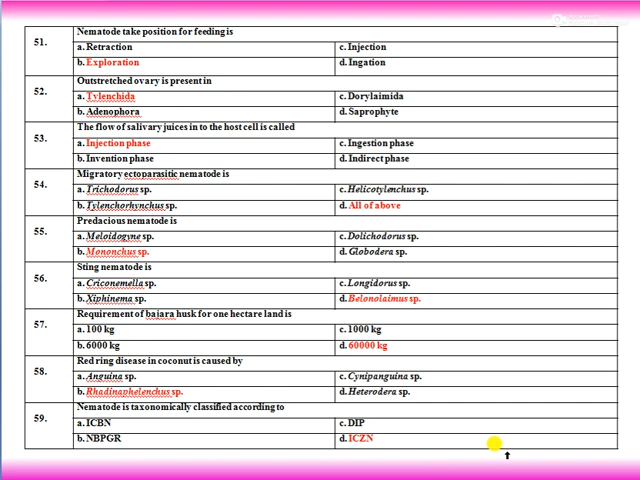 51. Nematode take position for feeding is
a. Retraction c. Injection
b. Exploration d. Ingation
52. Outstretched ovary is present in
a. Tylenchida c. Dorylaimida
b. Adenophora d. Saprophyte
53. The flow of salivary juices in to the host cell is called
a. Injection phase c. Ingestion phase
b. Invention phase d. Indirect phase
54. Migratory ectoparasitic nematode is
a. Trichodorus sp. c. Helicotylenchus sp.
b. Tylenchorhynchus sp. d. All of above
55. Predacious nematode is
a. Meloidogyne sp. c. Dolichodorus sp.
b. Mononchus sp. d. Globodera sp.
56. Sting nematode is
a. Criconemella sp. c. Longidorus sp.
b. Xiphinema sp. d. Belonolaimus sp.
57. Requirement of bajara husk for one hectare land is
a. 100 kg c. 1000 kg
b. 6000 kg d. 60000 kg
58. Red ring disease in coconut is caused by
a. Anguina sp. c. Cynipanguina sp.
b. Rhadinaphelenchus sp. d. Heterodera sp.
59. Nematode is taxonomically classified according to
a. ICBN c. DIP
b. NBPGR d. ICZN